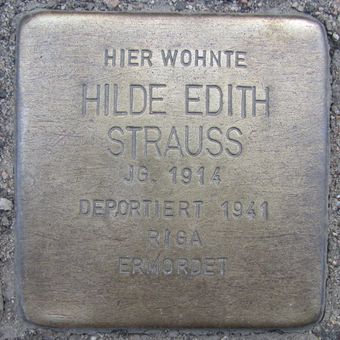 HIER WOHNTE
HILDE EDITH
STRAUSS
JG. 1914
DEPORTIERT 1941
RIGA
ERMORDET